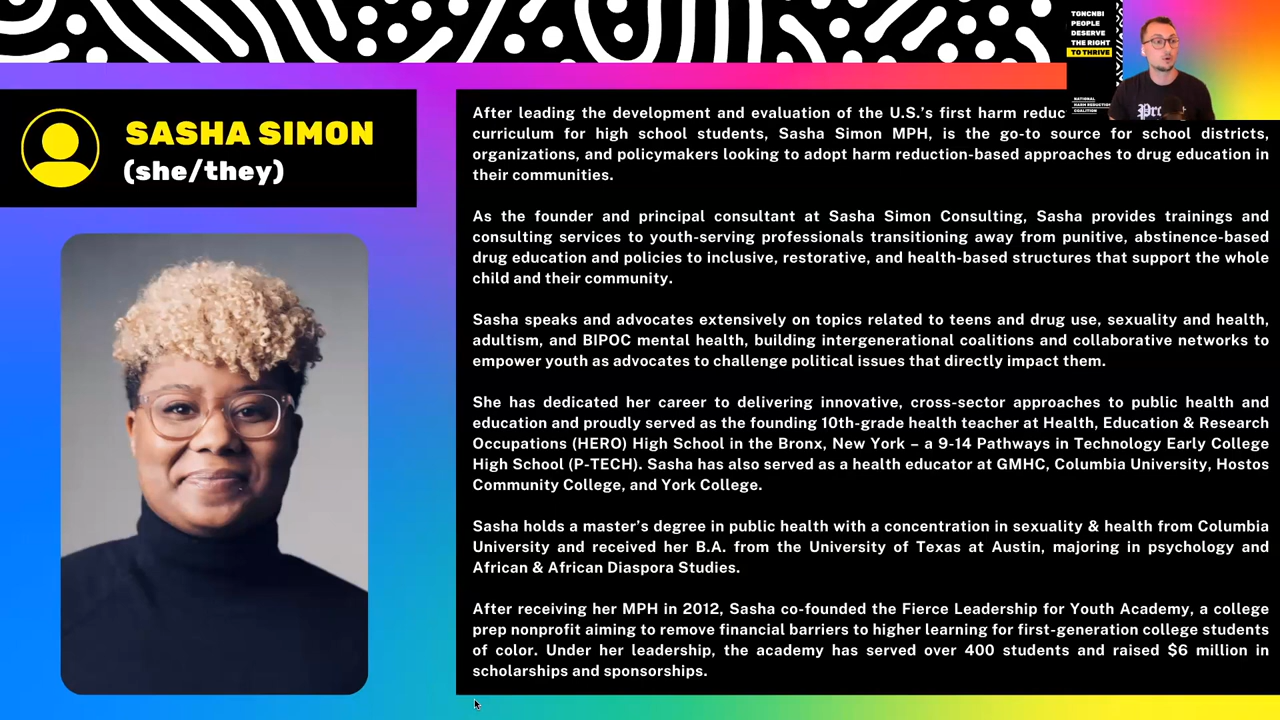 TONCHBI
PEOPLE
DESERVE
THE RIGHT
TO THRIVE
NATIONAL
HARM REDUCTION
COALITION
SASHA SIMON
(she/they)
After leading the development and evaluation of the U.S.’s first harm reduc
curriculum for high school students, Sasha Simon MPH, is the go-to source for school districts,
organizations, and policymakers looking to adopt harm reduction-based approaches to drug education in
their communities.
As the founder and principal consultant at Sasha Simon Consulting, Sasha provides trainings and
consulting services to youth-serving professionals transitioning away from punitive, abstinence-based
drug education and policies to inclusive, restorative, and health-based structures that support the whole
child and their community.
Sasha speaks and advocates extensively on topics related to teens and drug use, sexuality and health,
adultism, and BIPOC mental health, building intergenerational coalitions and collaborative networks to
empower youth as advocates to challenge political issues that directly impact them.
She has dedicated her career to delivering innovative, cross-sector approaches to public health and
education and proudly served as the founding 10th-grade health teacher at Health, Education & Research
Occupations (HERO) High School in the Bronx, New York – a 9-14 Pathways in Technology Early College
High School (P-TECH). Sasha has also served as a health educator at GMHC, Columbia University, Hostos
Community College, and York College.
Sasha holds a master’s degree in public health with a concentration in sexuality & health from Columbia
University and received her B.A. from the University of Texas at Austin, majoring in psychology and
African & African Diaspora Studies.
After receiving her MPH in 2012, Sasha co-founded the Fierce Leadership for Youth Academy, a college
prep nonprofit aiming to remove financial barriers to higher learning for first-generation college students
of color. Under her leadership, the academy has served over 400 students and raised $6 million in
scholarships and sponsorships.